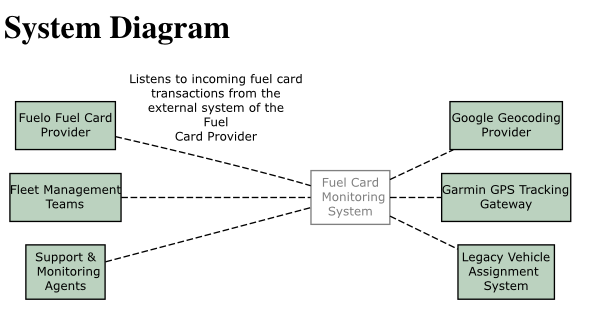 System Diagram
Listens to incoming fuel card
transactions from the
external system of the
Fuel
Card Provider
Fuelo Fuel Card
Provider
Google Geocoding
Provider
Fleet Management
Teams
Fuel Card
Monitoring
System
Garmin GPS Tracking
Gateway
Support &
Monitoring
Agents
Legacy Vehicle
Assignment
System